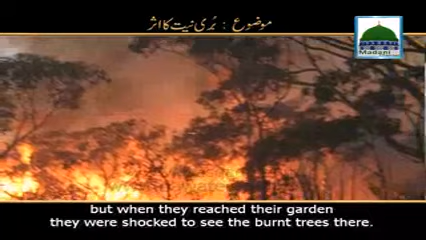 موضوع : بُری نیت کا اثر
Madani
but when they reached their garden
they were shocked to see the burnt trees there.